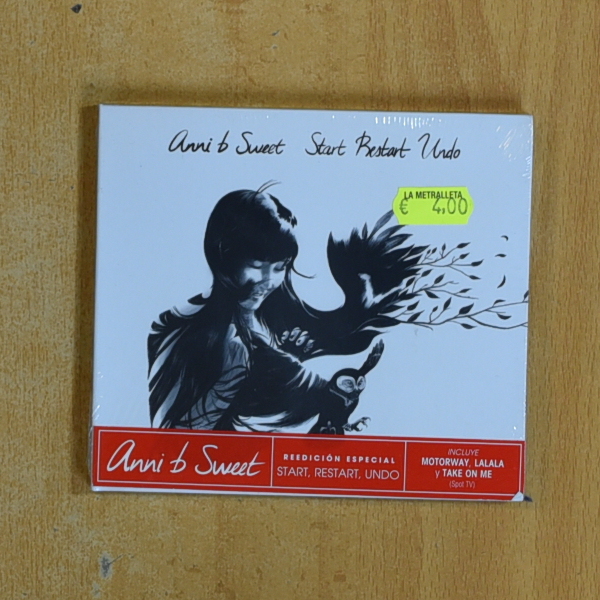 Anni b Sweet Start Restart Undo
LA METRALLETA
€ 4,00
Anni b Sweet
REEDICIÓN ESPECIAL
START, RESTART, UNDO
INCLUYE
MOTORWAY, LALALA
y TAKE ON ME
(Spot TV)